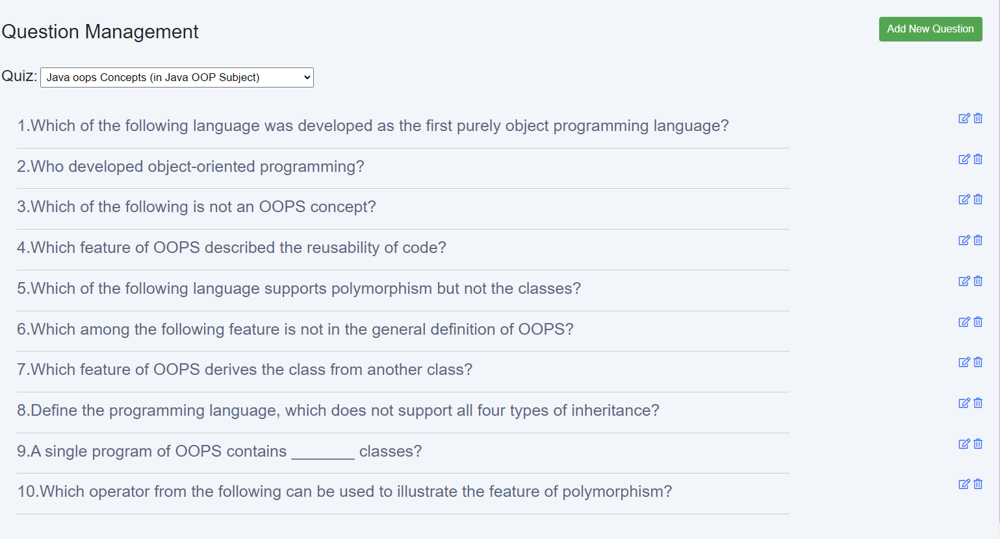 Question Management
Add New Question
Quiz: Java oops Concepts (in Java OOP Subject)
1.Which of the following language was developed as the first purely object programming language?
2.Who developed object-oriented programming?
3.Which of the following is not an OOPS concept?
4.Which feature of OOPS described the reusability of code?
5.Which of the following language supports polymorphism but not the classes?
6.Which among the following feature is not in the general definition of OOPS?
7.Which feature of OOPS derives the class from another class?
8.Define the programming language, which does not support all four types of inheritance?
9.A single program of OOPS contains _______ classes?
10.Which operator from the following can be used to illustrate the feature of polymorphism?